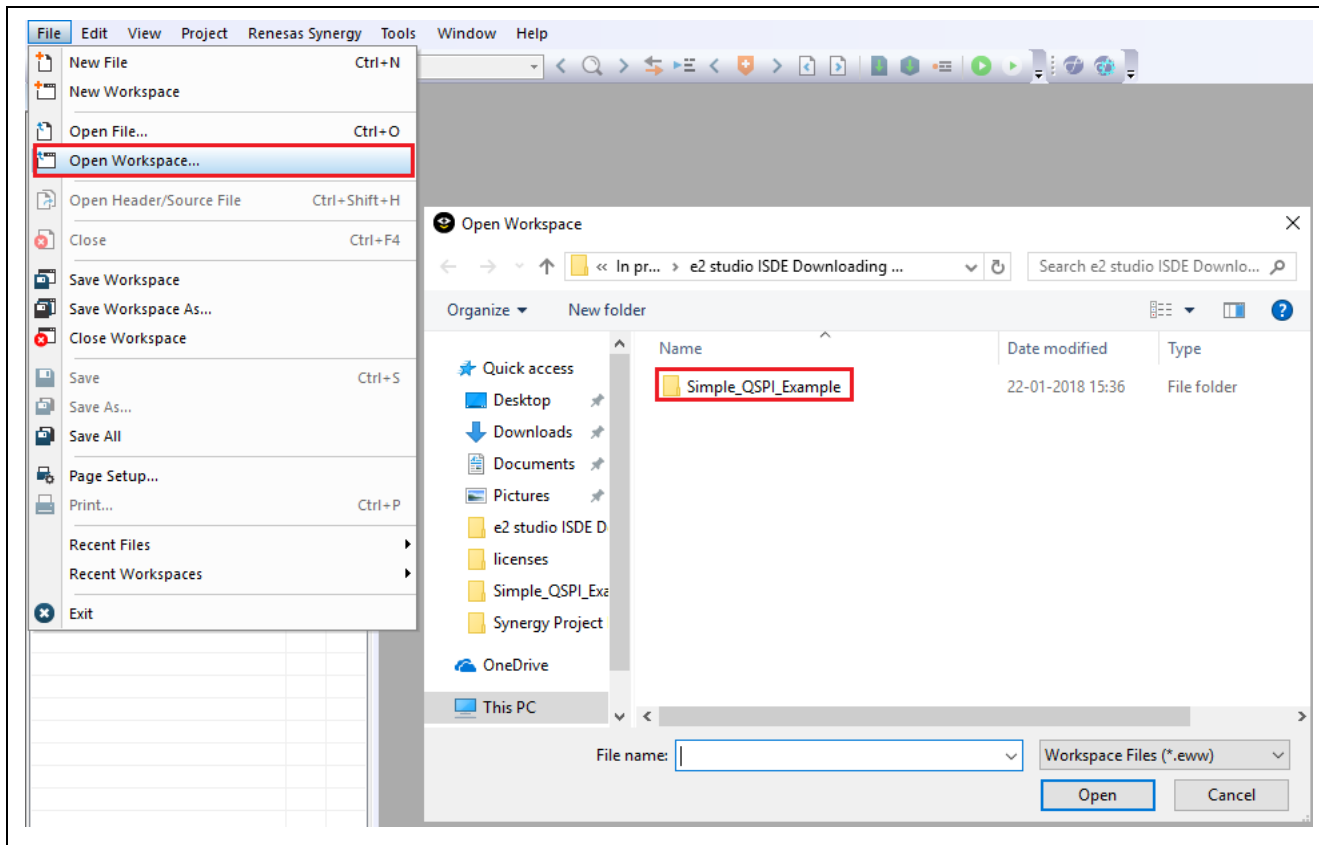 File Edit View Project Renesas Synergy Tools Window Help
New File Ctrl+N
New Workspace
Open File... Ctrl+O
Open Workspace...
Open Header/Source File Ctrl+Shift+H
Close Ctrl+F4
Save Workspace
Save Workspace As...
Close Workspace
Save Ctrl+S
Save As...
Save All
Page Setup...
Print... Ctrl+P
Recent Files
Recent Workspaces
Exit
Open Workspace
« In pr... › e2 studio ISDE Downloading ... Search e2 studio ISDE Downlo...
Organize New folder
Name Date modified Type
Simple_QSPI_Example 22-01-2018 15:36 File folder
Quick access
Desktop
Downloads
Documents
Pictures
e2 studio ISDE D
licenses
Simple_QSPI_Exa
Synergy Project
OneDrive
This PC
File name: Workspace Files (*.eww)
Open Cancel